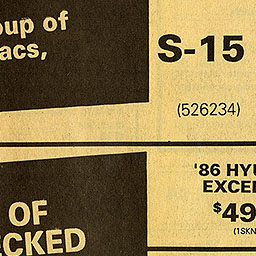 oup of
acs,
S-15
(526234)
OF
CKED
'86 HYU
EXCE
$49
(1SKN